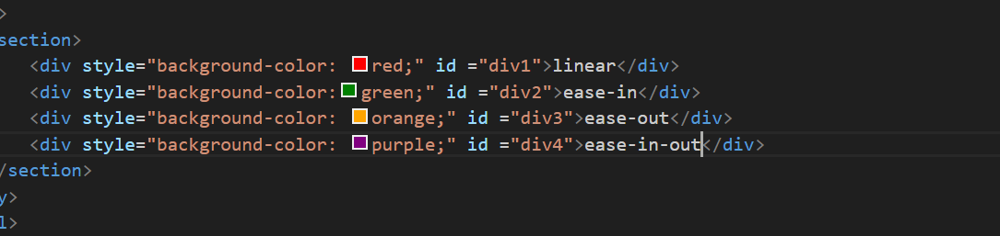 >
section>
<div style="background-color: red;" id ="div1">linear</div>
<div style="background-color:green;" id ="div2">ease-in</div>
<div style="background-color: orange;" id ="div3">ease-out</div>
<div style="background-color: purple;" id ="div4">ease-in-out</div>
/section>
y>
l>